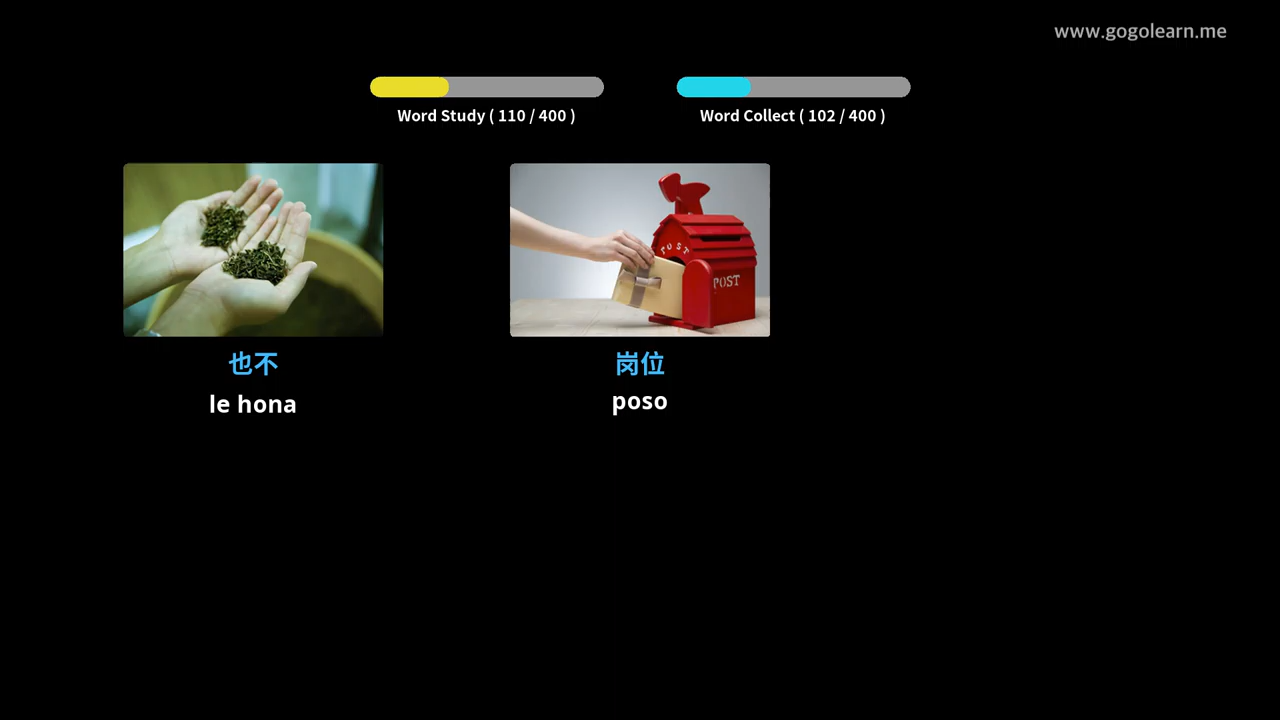 www.gogolearn.me
Word Study ( 110 / 400 )
Word Collect ( 102 / 400 )
POST
POST
也不
le hona
岗位
poso